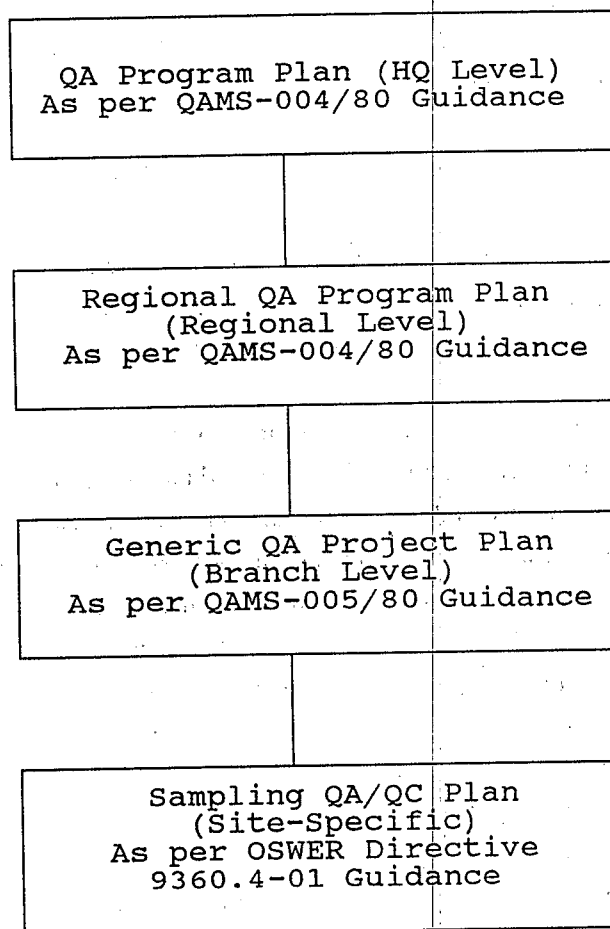 QA Program Plan (HQ Level)
As per QAMS-004/80 Guidance
Regional QA Program Plan
(Regional Level)
As per QAMS-004/80 Guidance
Generic QA Project Plan
(Branch Level)
As per QAMS-005/80 Guidance
Sampling QA/QC Plan
(Site-Specific)
As per OSWER Directive
9360.4-01 Guidance